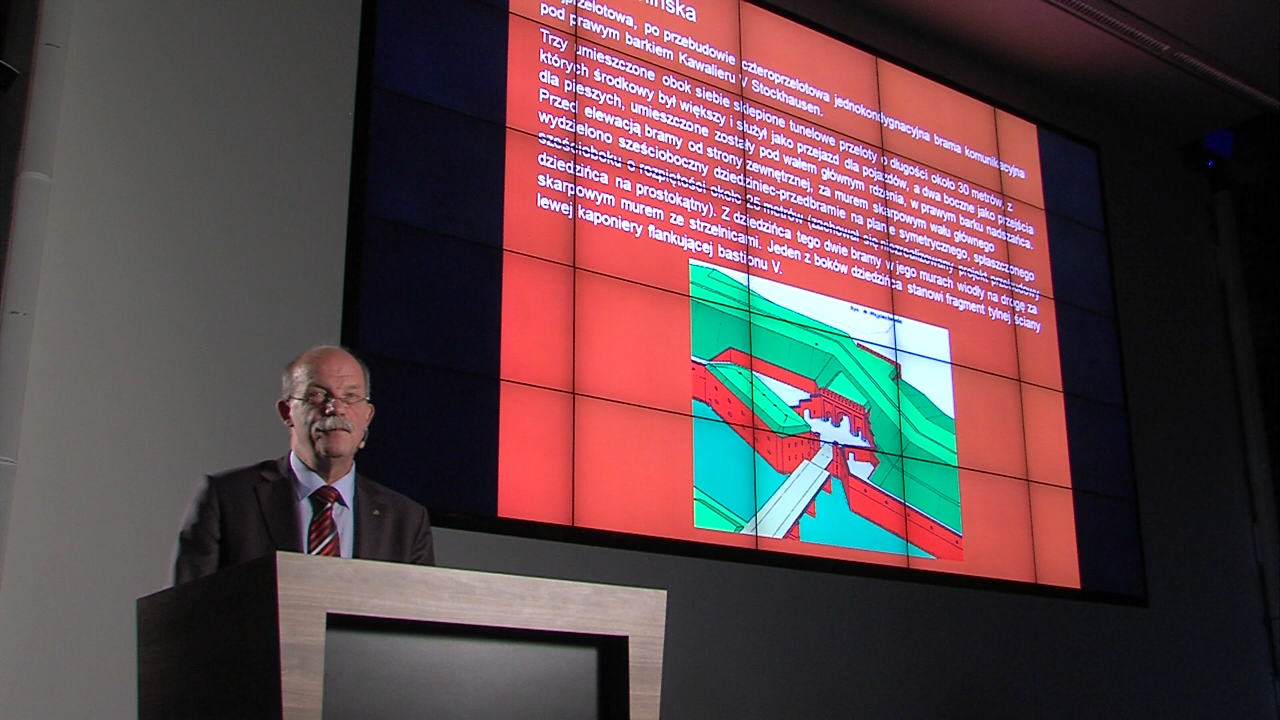 przelotowa, po przebudowie czteroprzelotowa jednokondygnacyjna brama komunikacyjna
pod prawym barkiem Kawalieru V Stockhausen.
Trzy umieszczone obok siebie sklepione tunelowe przeloty o długości około 30 metrów, z
których środkowy był większy i służył jako przejazd dla pojazdów, a dwa boczne jako przejścia
dla pieszych, umieszczone zostały pod wałem głównym rdzenia, w prawym barku nadszańca.
Przed elewacją bramy od strony zewnętrznej, za murem skarpowym wału głównego
wydzielono sześcioboczny dziedziniec-przedbramie na planie symetrycznego, spłaszczonego
sześcioboku o rozpiętości około 25 metrów (zachował się niezrealizowany projekt przebudowy
dziedzińca na prostokątny). Z dziedzińca tego dwie bramy w jego murach wiodły na drogę za
skarpowym murem ze strzelnicami. Jeden z boków dziedzińca stanowi fragment tylnej ściany
lewej kaponiery flankującej bastionu V.